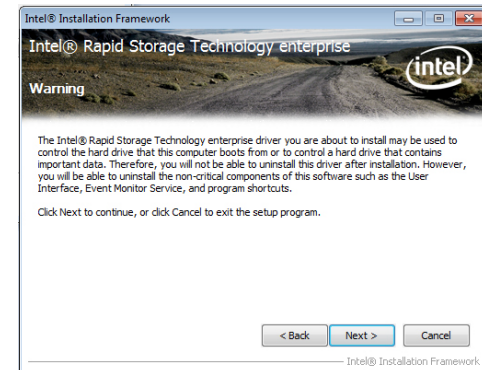 Intel® Installation Framework
Intel® Rapid Storage Technology enterprise
intel
Warning
The Intel® Rapid Storage Technology enterprise driver you are about to install may be used to
control the hard drive that this computer boots from or to control a hard drive that contains
important data. Therefore, you will not be able to uninstall this driver after installation. However,
you will be able to uninstall the non-critical components of this software such as the User
Interface, Event Monitor Service, and program shortcuts.
Click Next to continue, or click Cancel to exit the setup program.
< Back Next > Cancel
Intel® Installation Framework